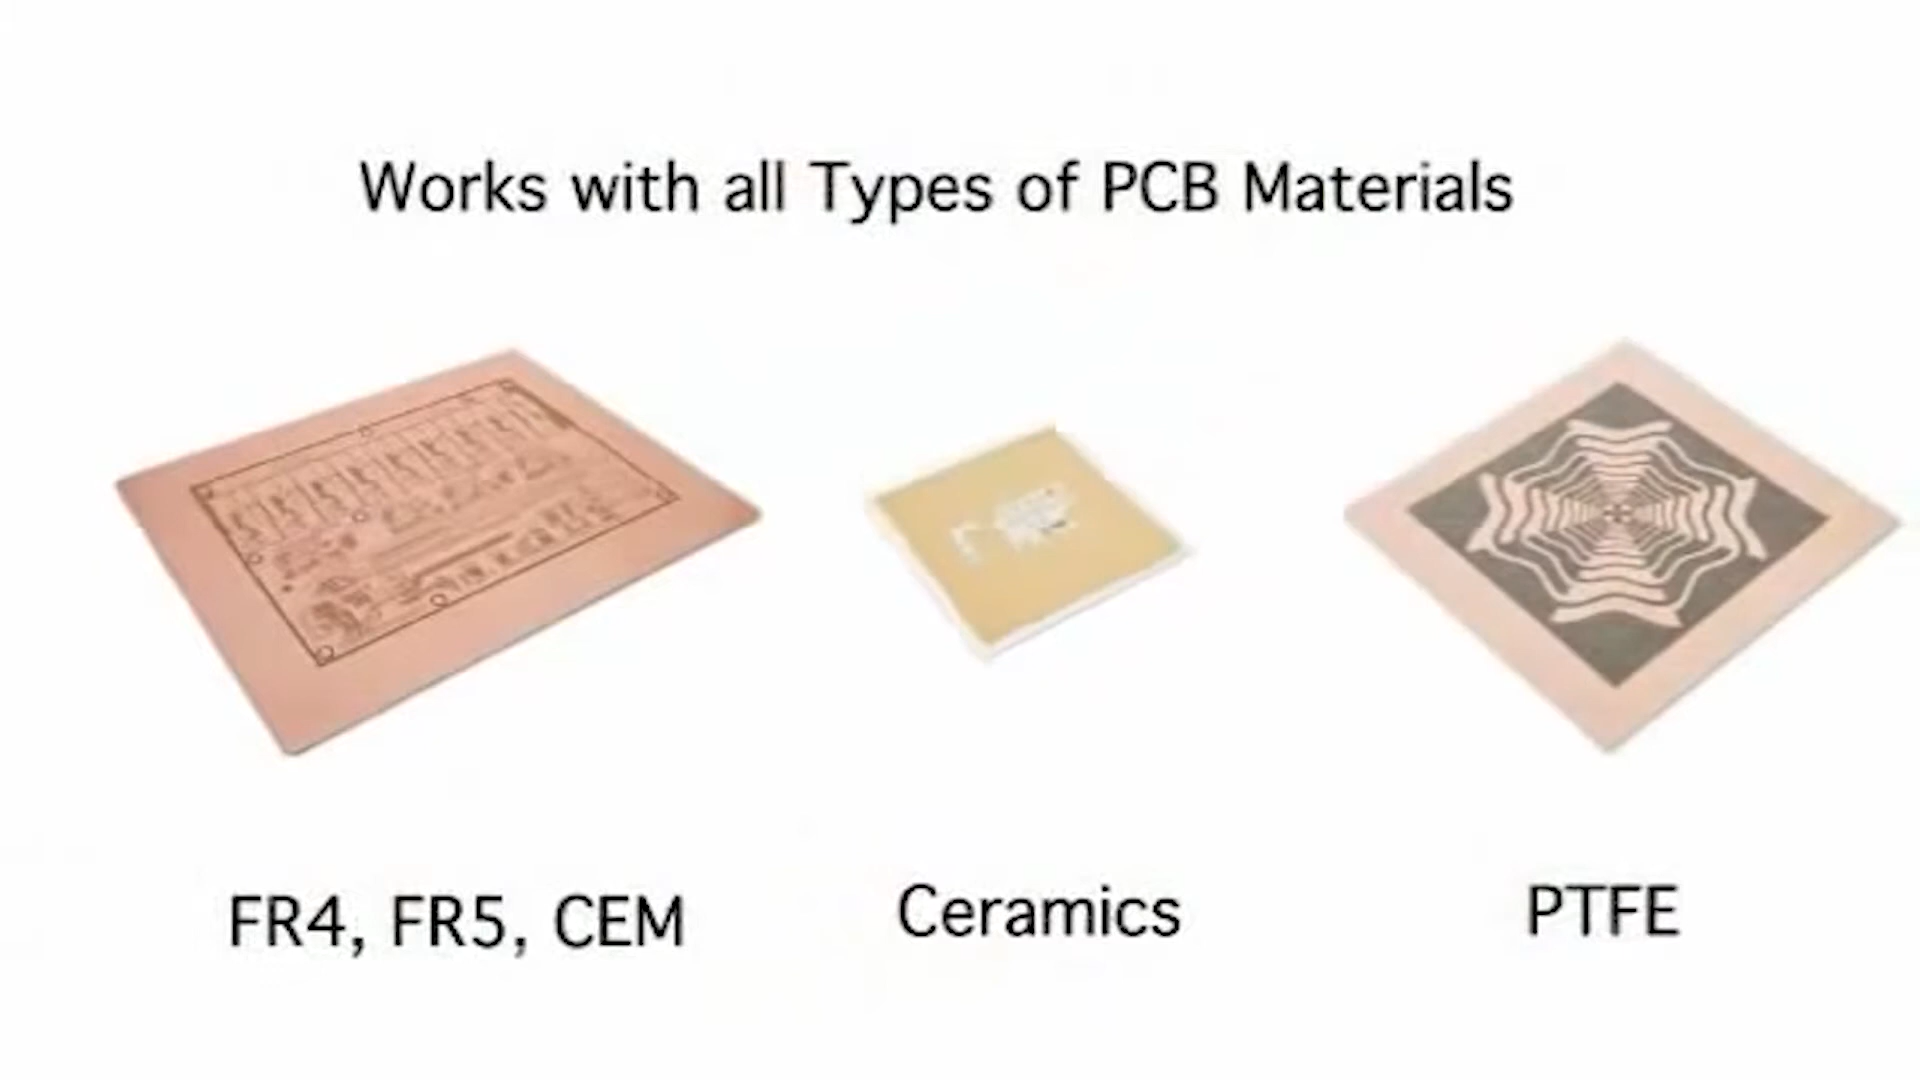 Works with all Types of PCB Materials
FR4, FR5, CEM
Ceramics
PTFE